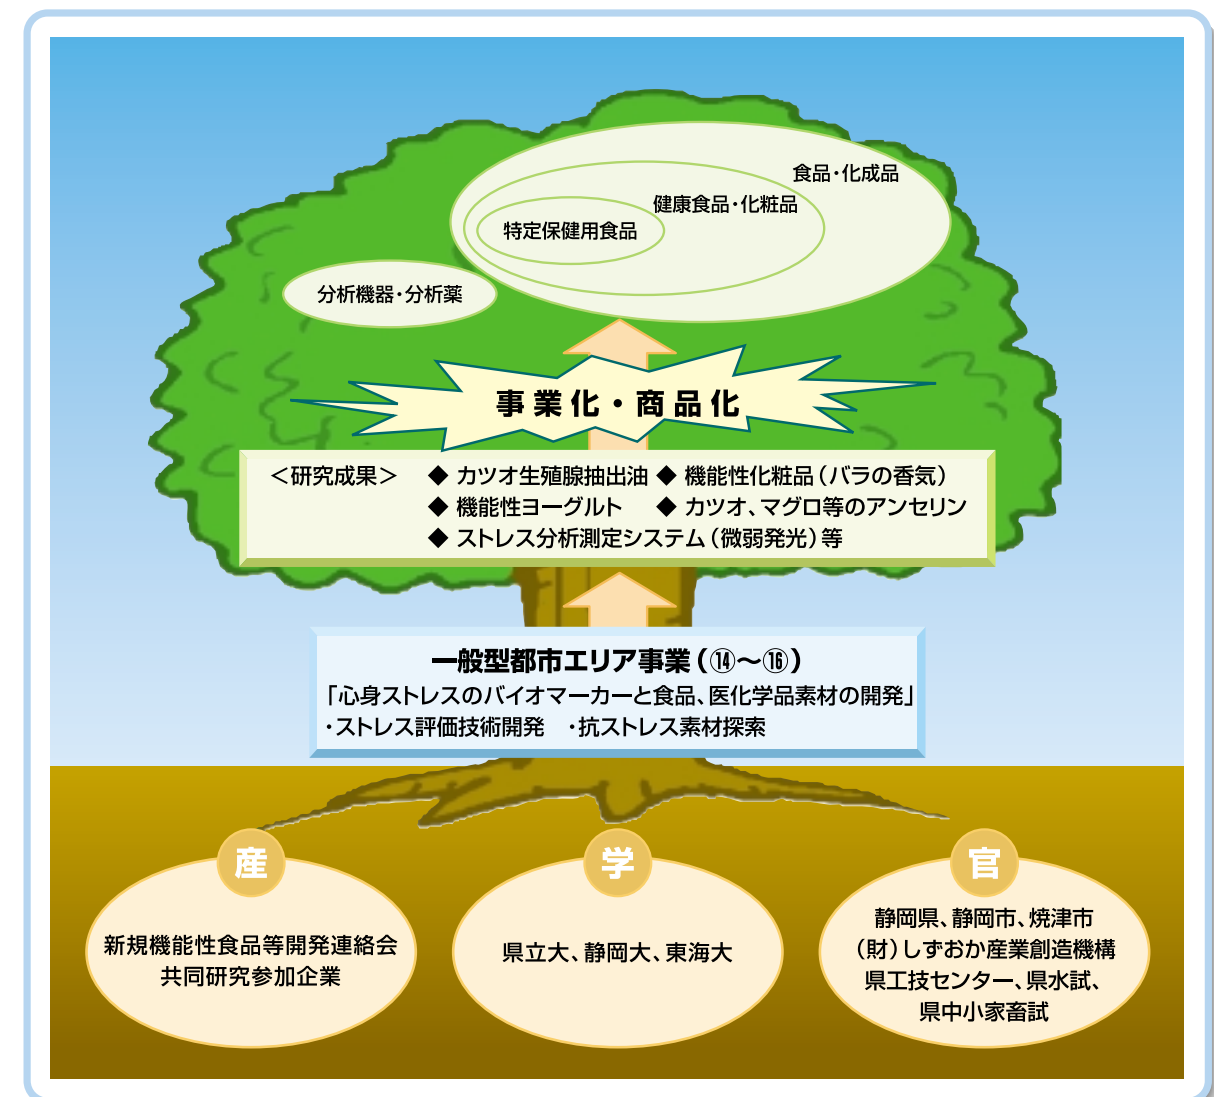 食品・化成品
健康食品・化粧品
特定保健用食品
分析機器・分析薬
事業化・商品化
＜研究成果＞ ◆ カツオ生殖腺抽出油 ◆ 機能性化粧品（バラの香気）
◆ 機能性ヨーグルト ◆ カツオ、マグロ等のアンセリン
◆ ストレス分析測定システム（微弱発光）等
一般型都市エリア事業（⑭～⑯）
「心身ストレスのバイオマーカーと食品、医化学品素材の開発」
・ストレス評価技術開発 ・抗ストレス素材探索
産
新規機能性食品等開発連絡会
共同研究参加企業
学
県立大、静岡大、東海大
官
静岡県、静岡市、焼津市
（財）しずおか産業創造機構
県工技センター、県水試、
県中小家畜試